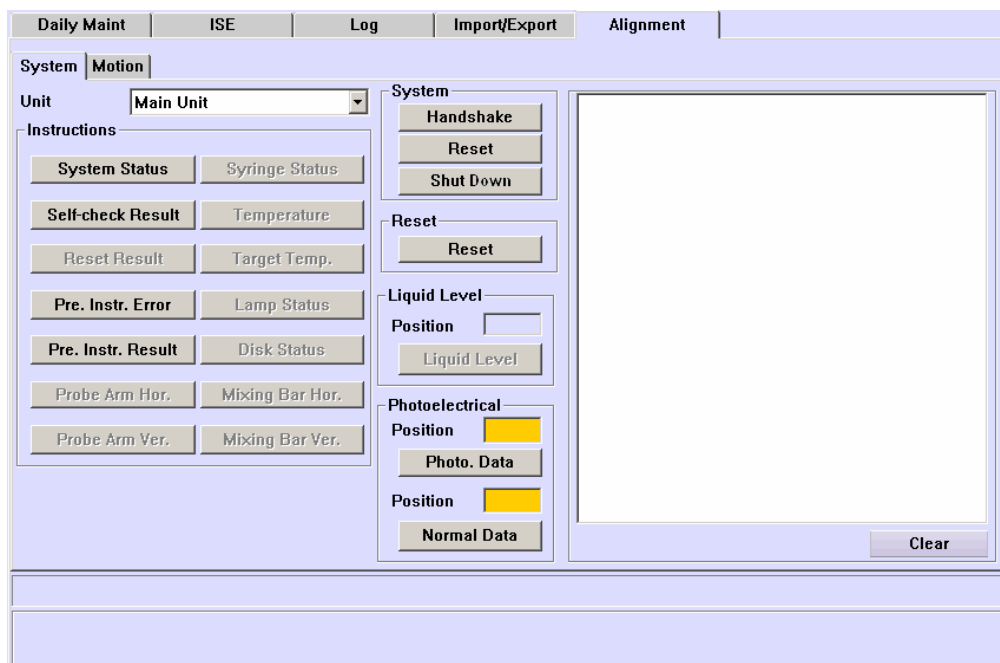 Daily Maint ISE Log Import/Export Alignment
System Motion
Unit Main Unit
Instructions
System Status Syringe Status
Self-check Result Temperature
Reset Result Target Temp.
Pre. Instr. Error Lamp Status
Pre. Instr. Result Disk Status
Probe Arm Hor. Mixing Bar Hor.
Probe Arm Ver. Mixing Bar Ver.
System
Handshake
Reset
Shut Down
Reset
Reset
Liquid Level
Position
Liquid Level
Photoelectrical
Position
Photo. Data
Position
Normal Data
Clear